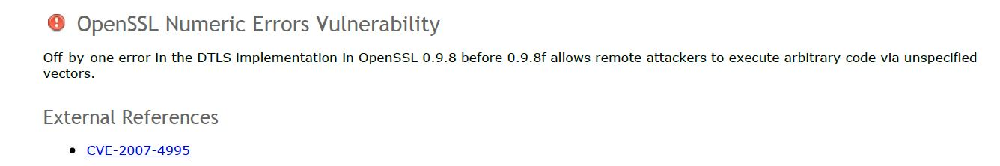 OpenSSL Numeric Errors Vulnerability
Off-by-one error in the DTLS implementation in OpenSSL 0.9.8 before 0.9.8f allows remote attackers to execute arbitrary code via unspecified
vectors.
External References
• CVE-2007-4995